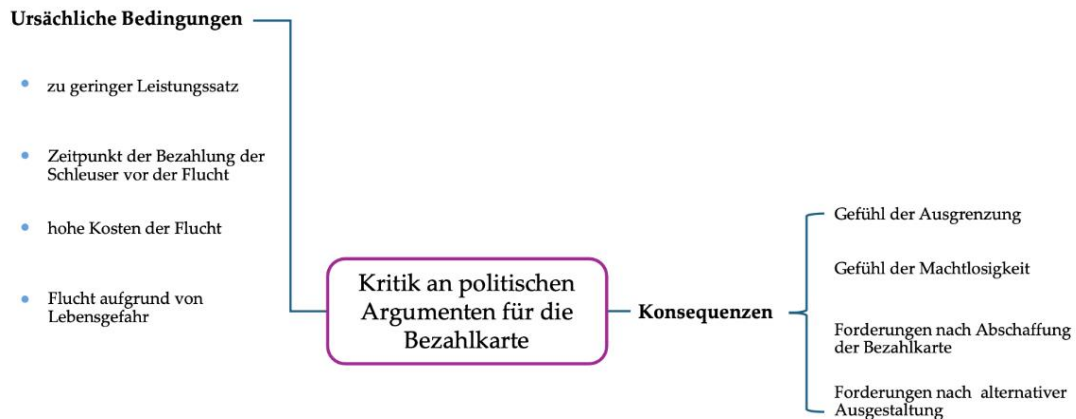 Ursächliche Bedingungen
zu geringer Leistungssatz
Zeitpunkt der Bezahlung der
Schleuser vor der Flucht
hohe Kosten der Flucht
Flucht aufgrund von
Lebensgefahr
Kritik an politischen
Argumenten für die
Bezahlkarte
Konsequenzen
Gefühl der Ausgrenzung
Gefühl der Machtlosigkeit
Forderungen nach Abschaffung
der Bezahlkarte
Forderungen nach alternativer
Ausgestaltung